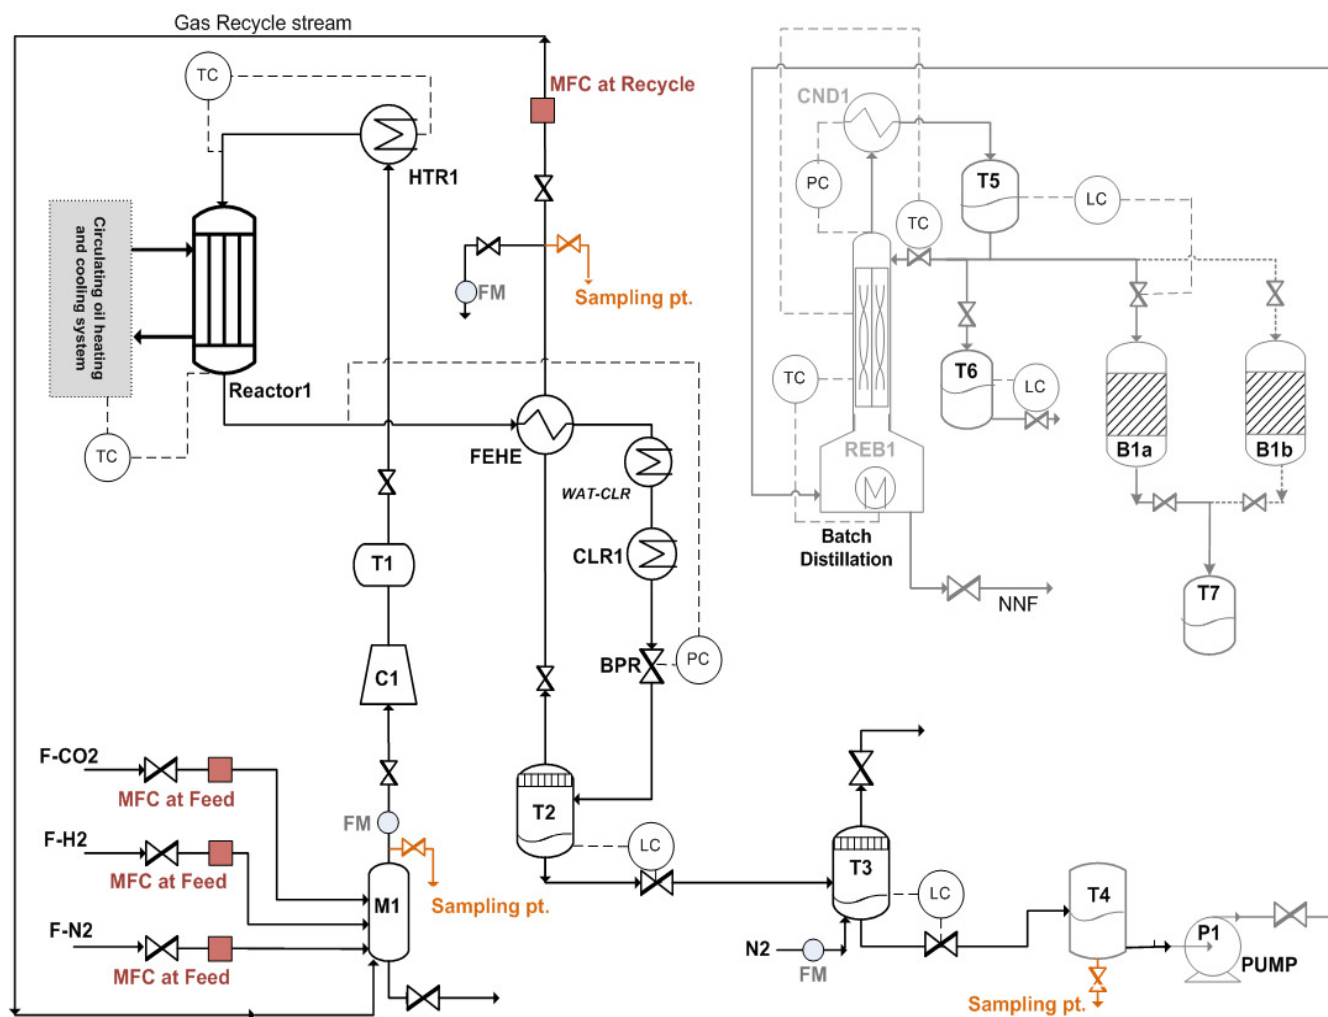 Gas Recycle stream
TC
MFC at Recycle
HTR1
Circulating oil heating
and cooling system
FM
Sampling pt.
Reactor1
TC
FEHE
WAT-CLR
CLR1
T1
C1
BPR
PC
F-CO2
MFC at Feed
F-H2
MFC at Feed
F-N2
MFC at Feed
FM
M1
Sampling pt.
T2
LC
T3
LC
N2
FM
T4
P1
PUMP
Sampling pt.
CND1
PC
TC
T5
LC
TC
T6
LC
REB1
B1a
B1b
Batch
Distillation
NNF
T7